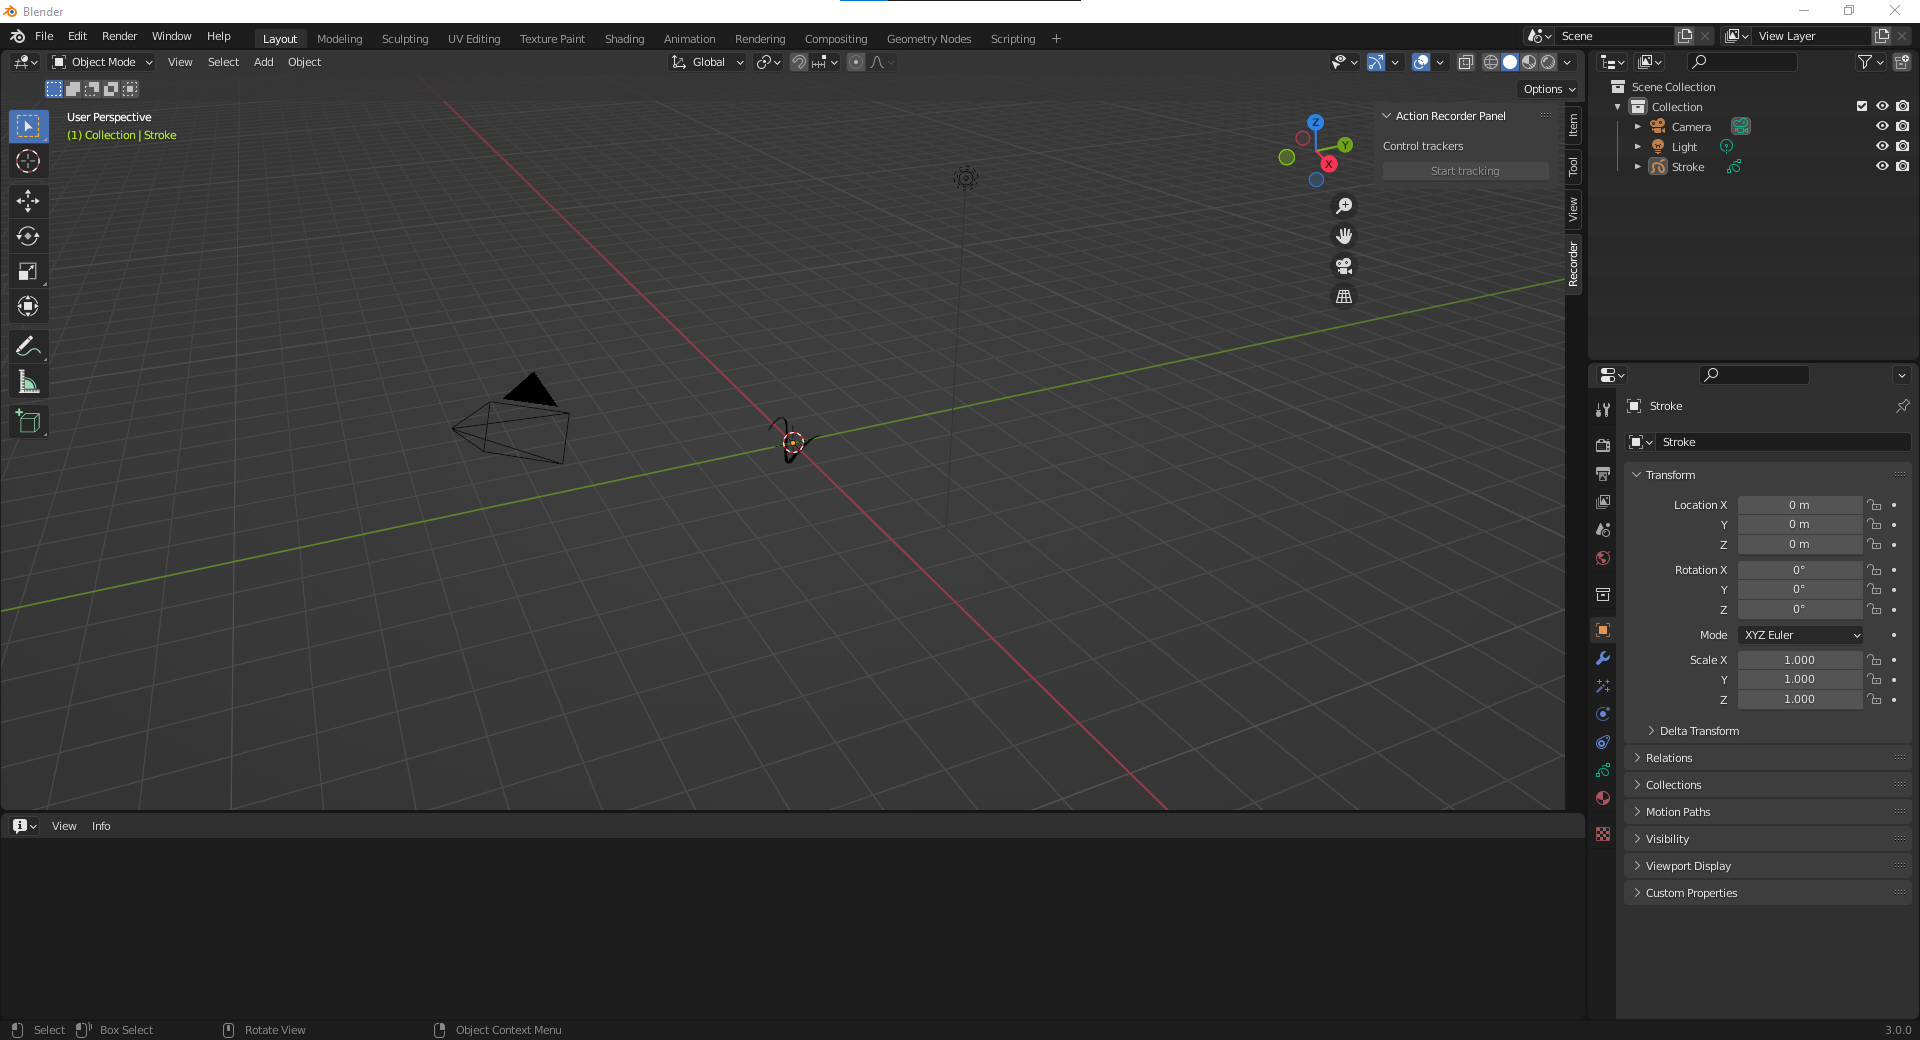 Blender
File Edit Render Window Help Layout Modeling Sculpting UV Editing Texture Paint Shading Animation Rendering Compositing Geometry Nodes Scripting + Scene View Layer
Object Mode View Select Add Object Global
Options
User Perspective
(1) Collection | Stroke
Z
Y
X
Action Recorder Panel
Control trackers
Start tracking
Item
Tool
View
Recorder
Scene Collection
Collection
Camera
Light
Stroke
Stroke
Stroke
Transform
Location X 0 m
Y 0 m
Z 0 m
Rotation X 0°
Y 0°
Z 0°
Mode XYZ Euler
Scale X 1.000
Y 1.000
Z 1.000
Delta Transform
Relations
Collections
Motion Paths
Visibility
Viewport Display
Custom Properties
View Info
Select Box Select Rotate View Object Context Menu 3.0.0